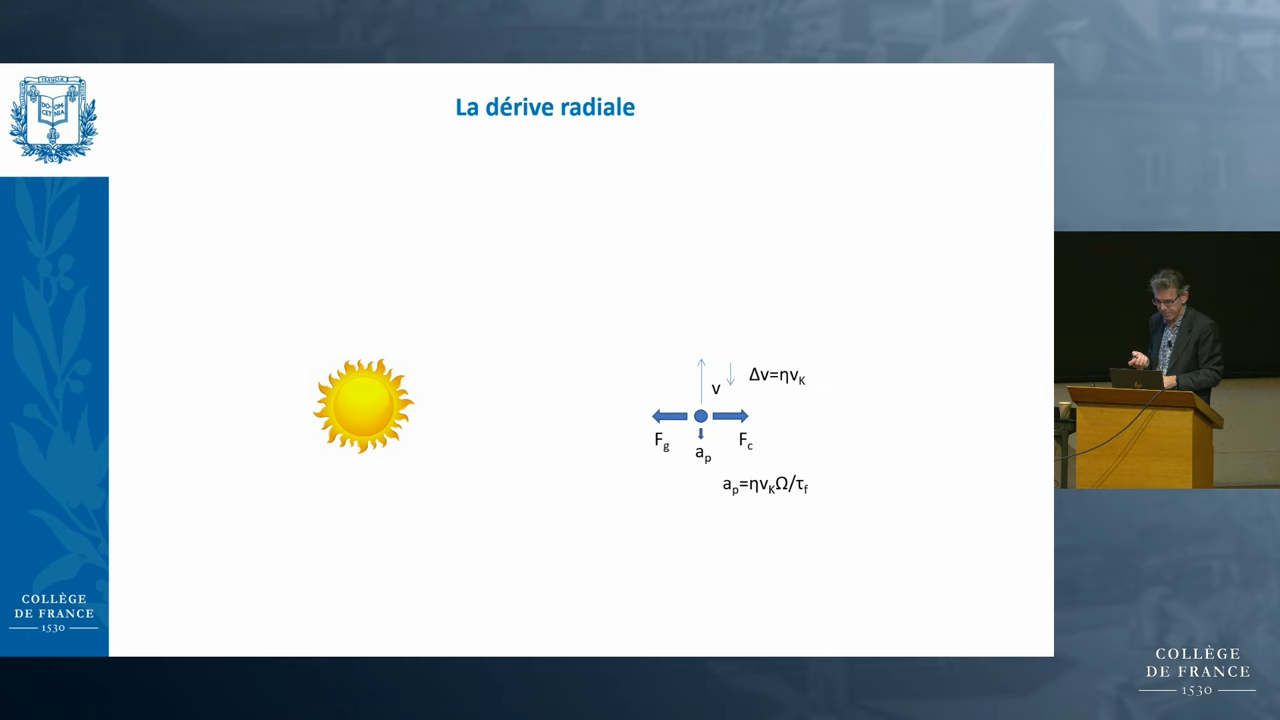 La dérive radiale
v
Δv=ηvK
Fg
ap
Fc
ap=ηvKΩ/τf
COLLÈGE
DE FRANCE
1530
COLLÈGE
DE FRANCE
1530